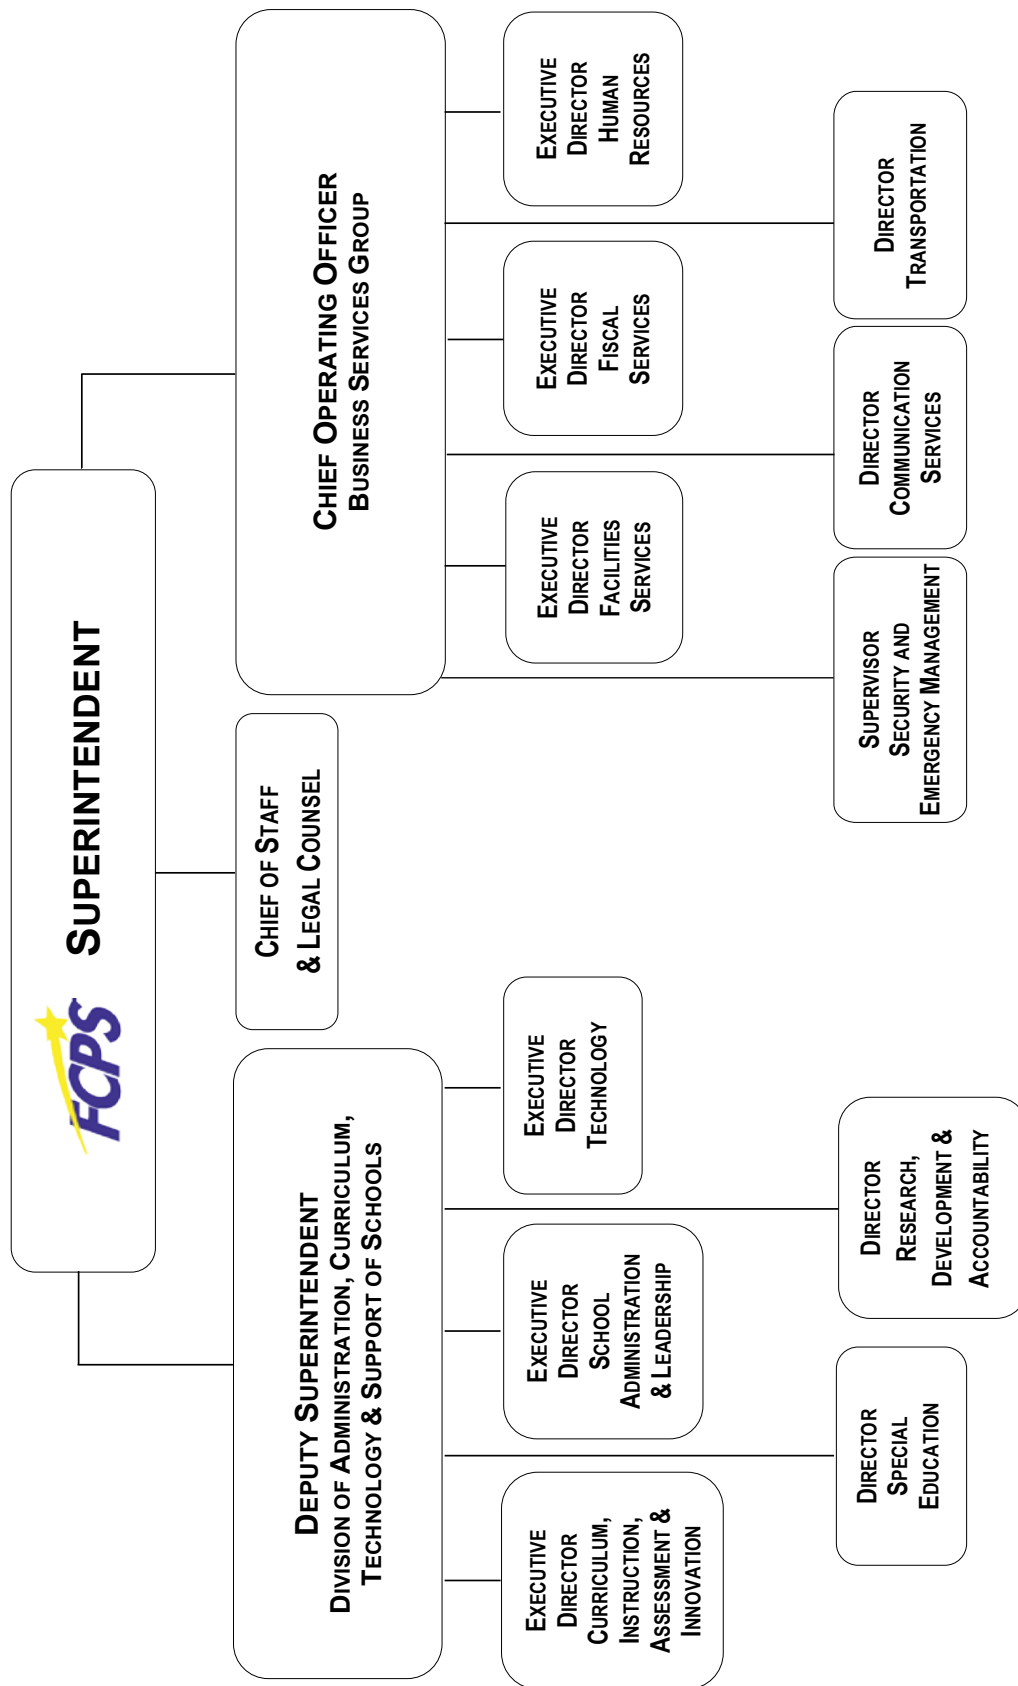 FCPS
SUPERINTENDENT
DEPUTY SUPERINTENDENT
DIVISION OF ADMINISTRATION, CURRICULUM,
TECHNOLOGY & SUPPORT OF SCHOOLS
CHIEF OF STAFF
& LEGAL COUNSEL
CHIEF OPERATING OFFICER
BUSINESS SERVICES GROUP
EXECUTIVE
DIRECTOR
CURRICULUM,
INSTRUCTION,
ASSESSMENT &
INNOVATION
EXECUTIVE
DIRECTOR
SCHOOL
ADMINISTRATION
& LEADERSHIP
EXECUTIVE
DIRECTOR
TECHNOLOGY
EXECUTIVE
DIRECTOR
FACILITIES
SERVICES
EXECUTIVE
DIRECTOR
FISCAL
SERVICES
EXECUTIVE
DIRECTOR
HUMAN
RESOURCES
DIRECTOR
SPECIAL
EDUCATION
DIRECTOR
RESEARCH,
DEVELOPMENT &
ACCOUNTABILITY
SUPERVISOR
SECURITY AND
EMERGENCY MANAGEMENT
DIRECTOR
COMMUNICATION
SERVICES
DIRECTOR
TRANSPORTATION